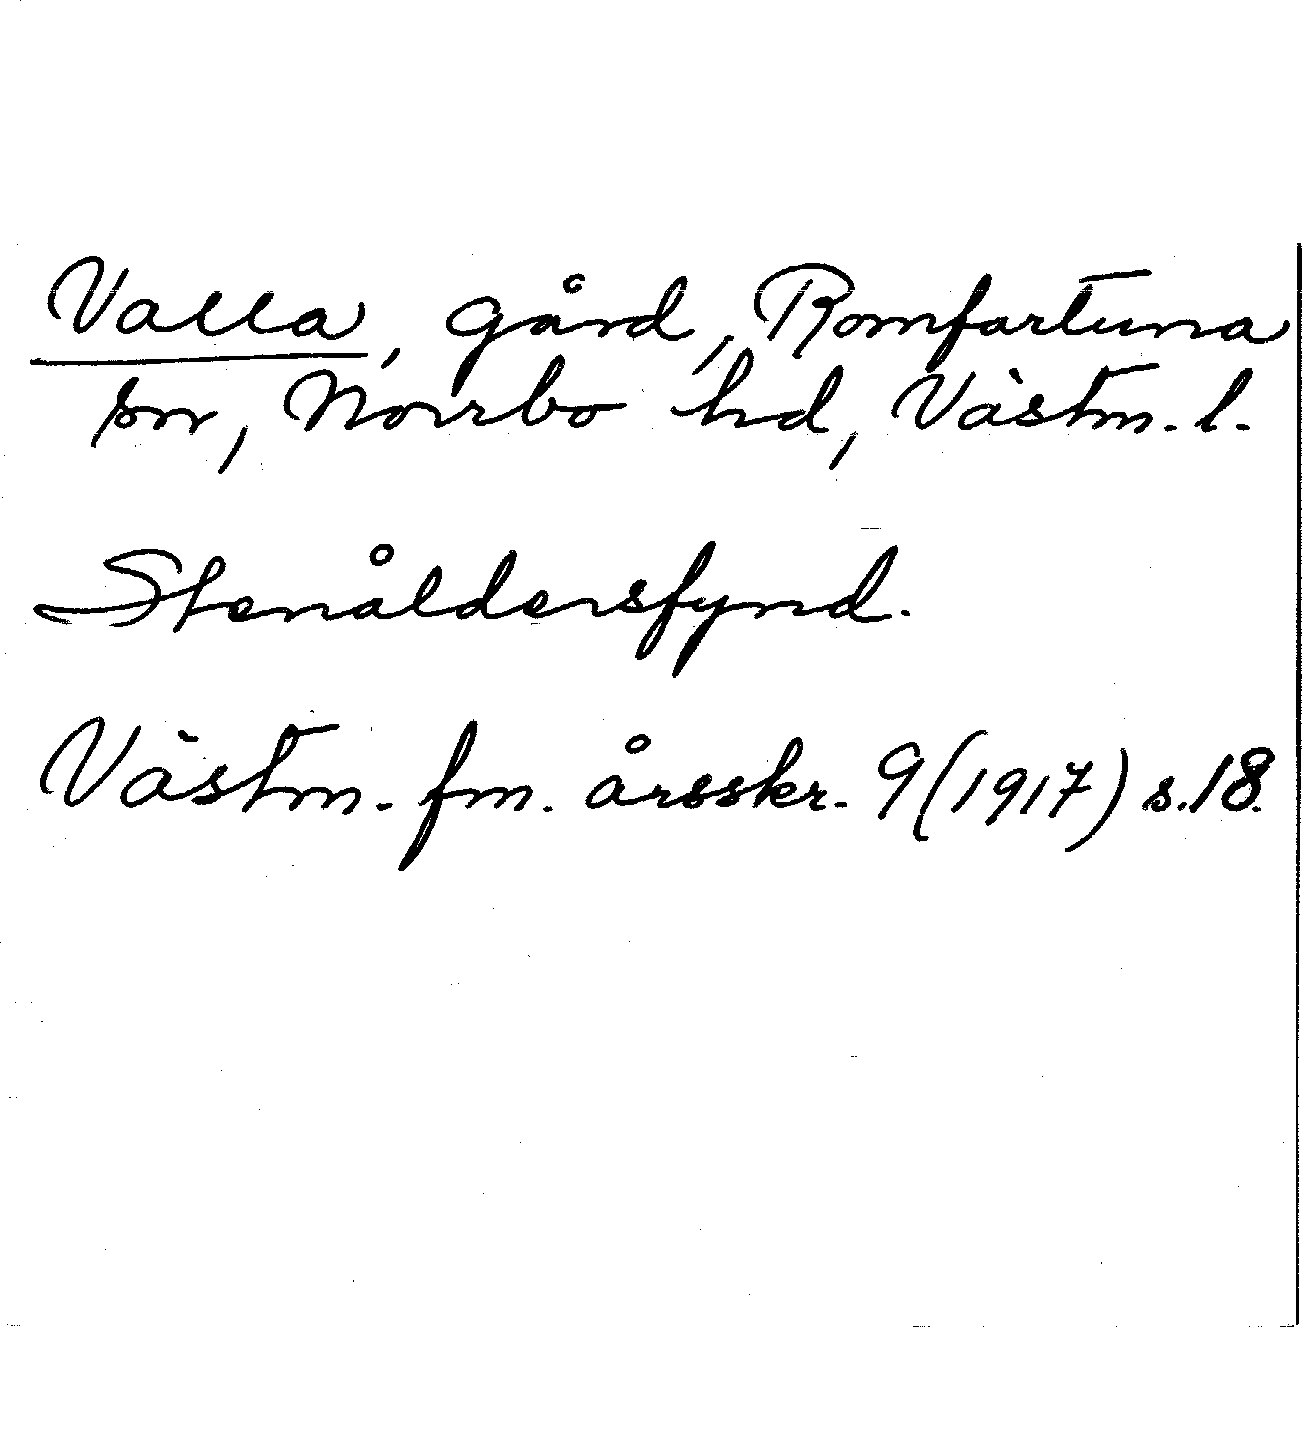 Valla, gård, Romfartuna
sn, Norrbo hd, Västm. l.
Stenåldersfynd.
Västm. fm. årsskr. 9 (1917) s. 18.